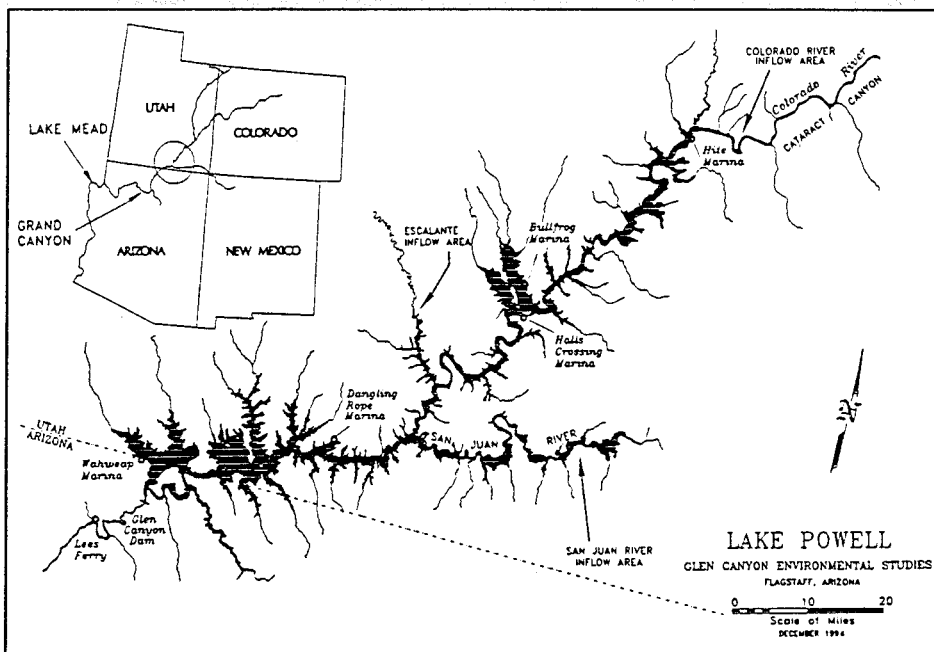 UTAH
COLORADO
LAKE MEAD
GRAND
CANYON
ARIZONA
NEW MEXICO
COLORADO RIVER
INFLOW AREA
Colorado River
CATARACT CANYON
Hite
Marina
ESCALANTE
INFLOW AREA
Bullfrog
Marina
Halls
Crossing
Marina
Dangling
Rope
Marina
SAN JUAN RIVER
UTAH
ARIZONA
Wahweap
Marina
Glen
Canyon
Dam
Lees
Ferry
SAN JUAN RIVER
INFLOW AREA
LAKE POWELL
GLEN CANYON ENVIRONMENTAL STUDIES
FLAGSTAFF, ARIZONA
0 10 20
Scale of Miles
DECEMBER 1994